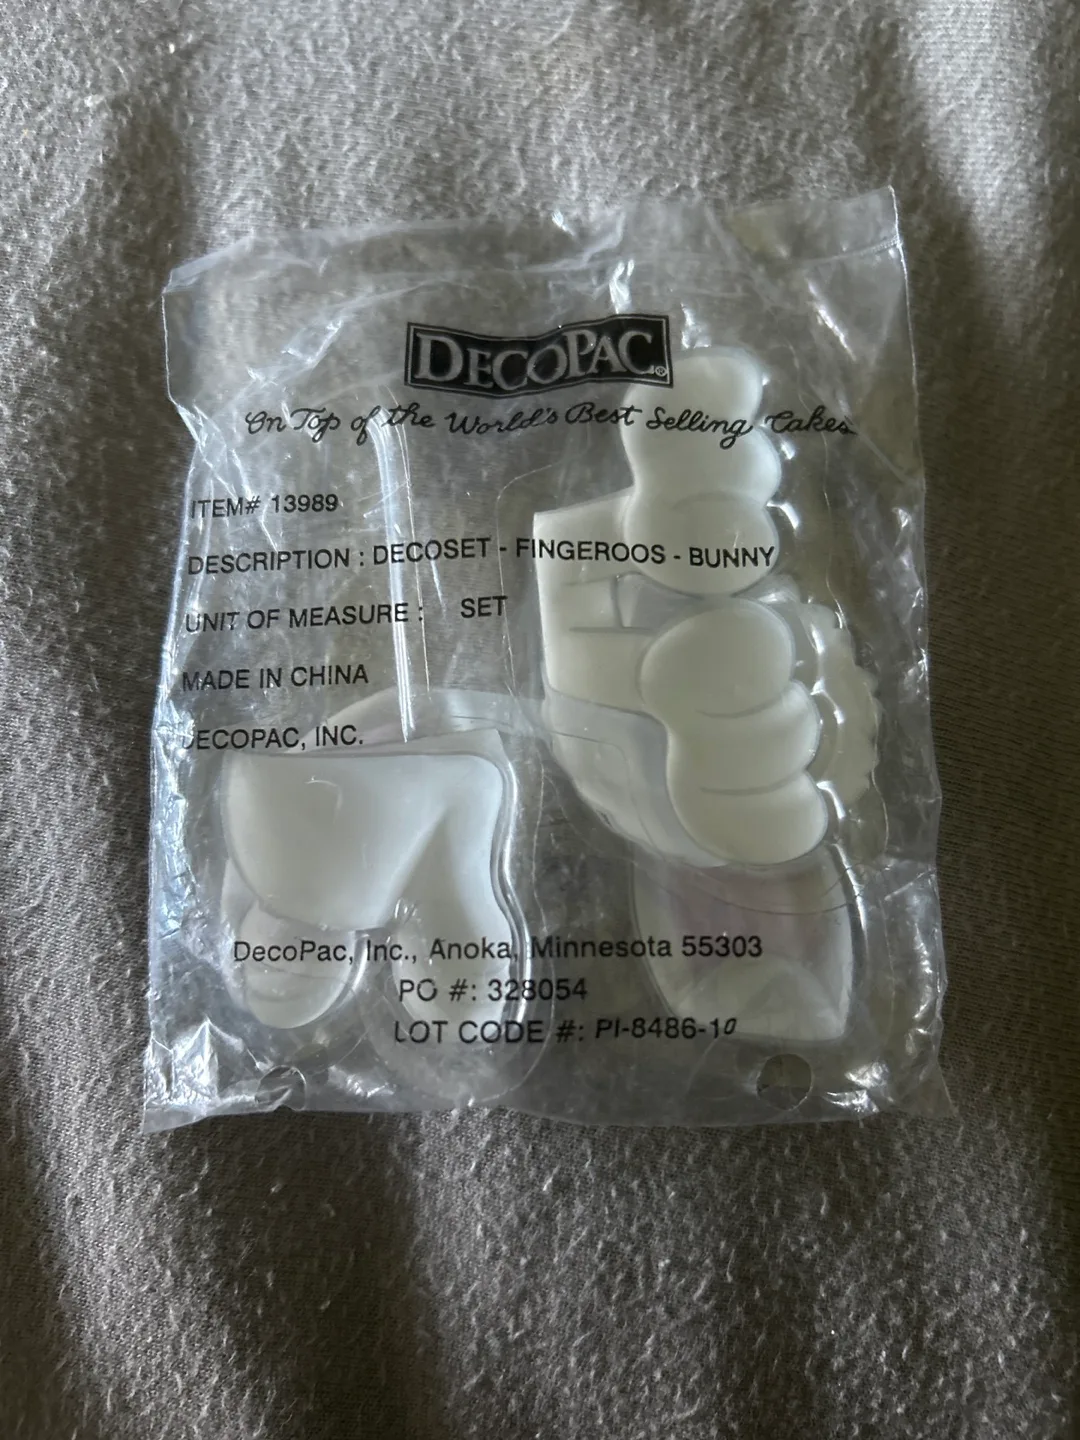 DECOPAC®
On Top of the World's Best Selling Cakes
ITEM# 13989
DESCRIPTION : DECOSET - FINGEROOS - BUNNY
UNIT OF MEASURE : SET
MADE IN CHINA
DECOPAC, INC.
DecoPac, Inc., Anoka, Minnesota 55303
PO #: 328054
LOT CODE #: PI-8486-10